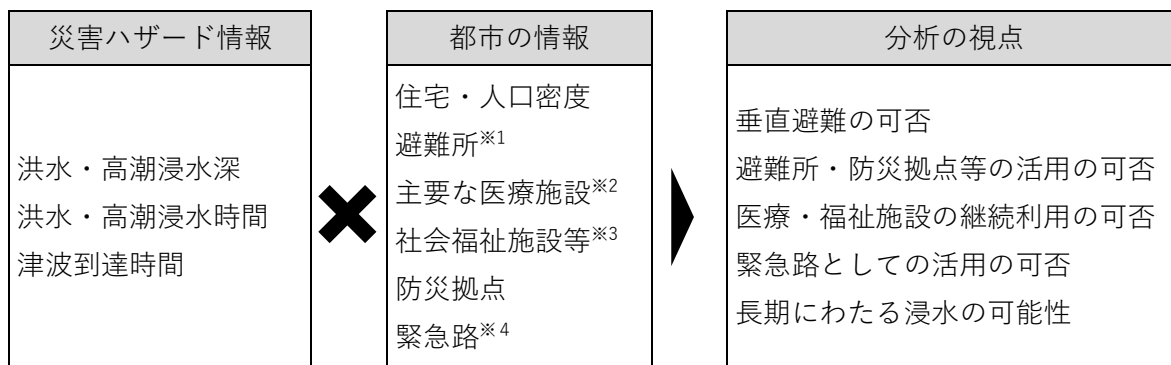 災害ハザード情報
洪水・高潮浸水深
洪水・高潮浸水時間
津波到達時間
都市の情報
住宅・人口密度
避難所※1
主要な医療施設※2
社会福祉施設等※3
防災拠点
緊急路※4
分析の視点
垂直避難の可否
避難所・防災拠点等の活用の可否
医療・福祉施設の継続利用の可否
緊急路としての活用の可否
長期にわたる浸水の可能性